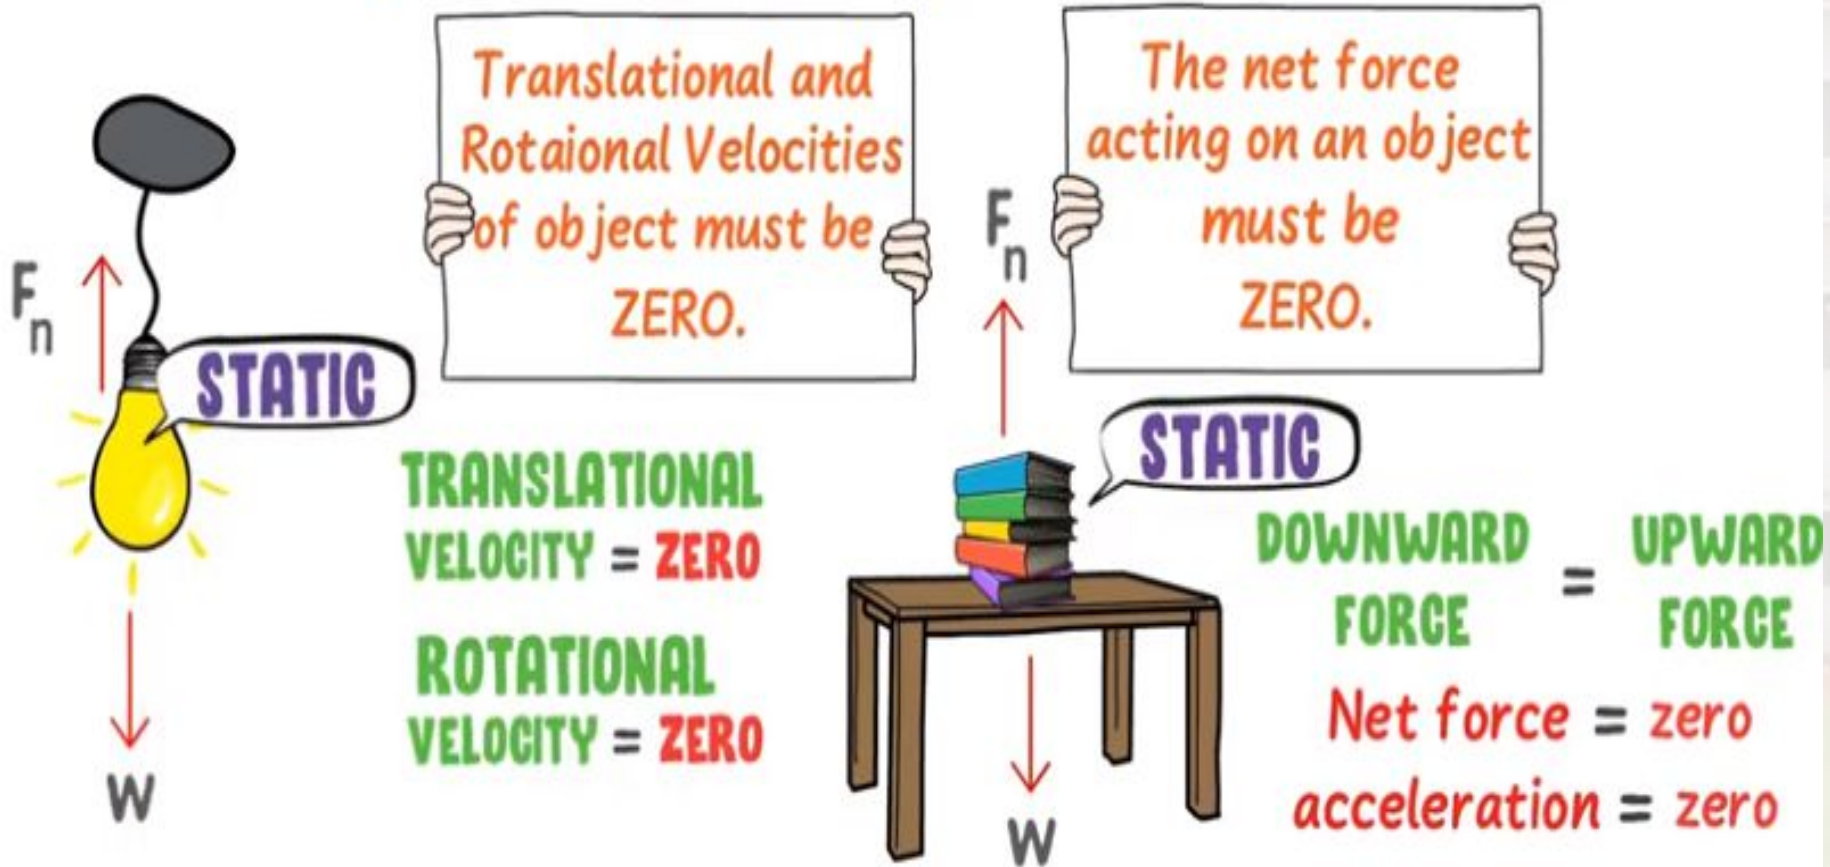 Translational and
Rotaional Velocities
of object must be
ZERO.
The net force
acting on an object
must be
ZERO.
Fn
STATIC
W
TRANSLATIONAL
VELOCITY = ZERO
ROTATIONAL
VELOCITY = ZERO
Fn
STATIC
W
DOWNWARD FORCE = UPWARD FORCE
Net force = zero
acceleration = zero